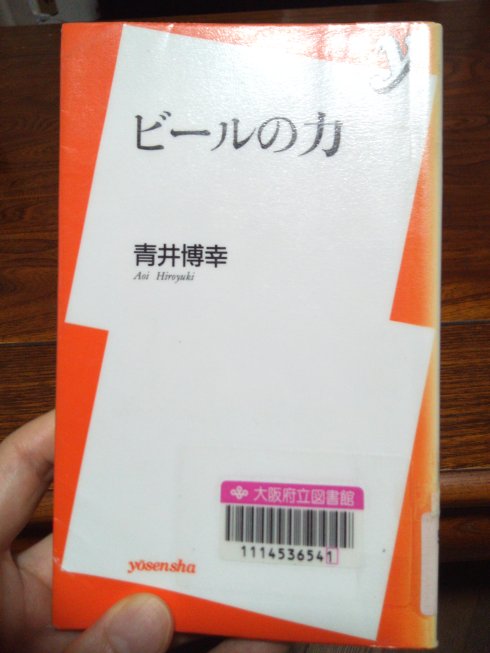 y
ビールの力
青井博幸
Aoi Hiroyuki
大阪府立図書館
1114536541
yosensha